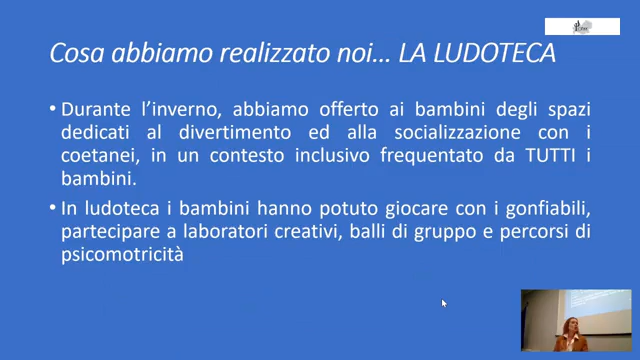 Cosa abbiamo realizzato noi... LA LUDOTECA
• Durante l'inverno, abbiamo offerto ai bambini degli spazi
dedicati al divertimento ed alla socializzazione con i
coetanei, in un contesto inclusivo frequentato da TUTTI i
bambini.
• In ludoteca i bambini hanno potuto giocare con i gonfiabili,
partecipare a laboratori creativi, balli di gruppo e percorsi di
psicomotricità